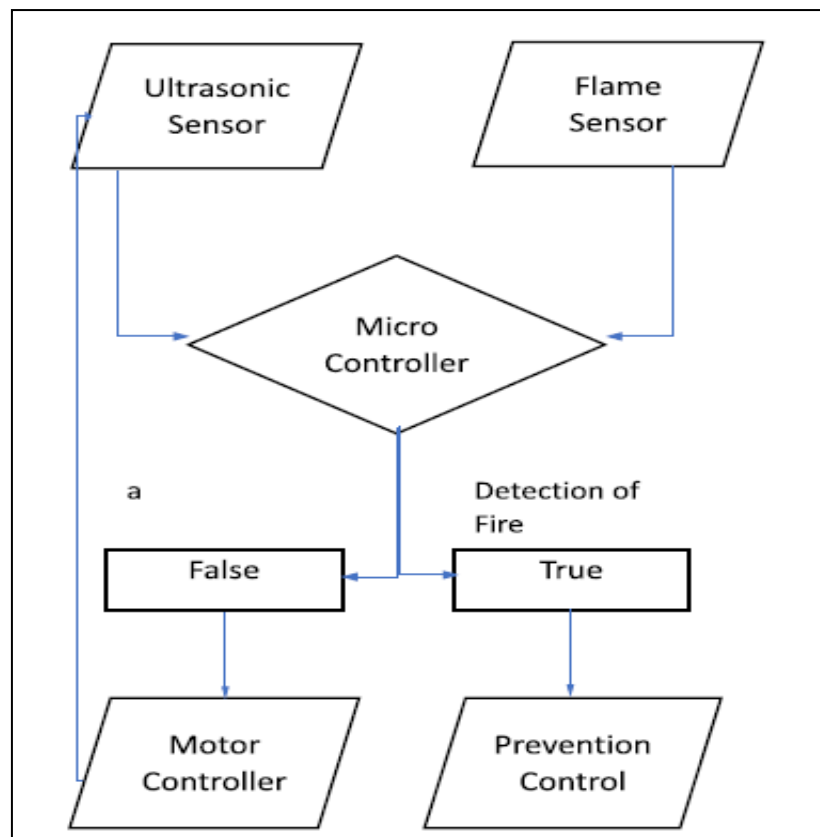 Ultrasonic
Sensor
Flame
Sensor
Micro
Controller
a
Detection of
Fire
False
True
Motor
Controller
Prevention
Control